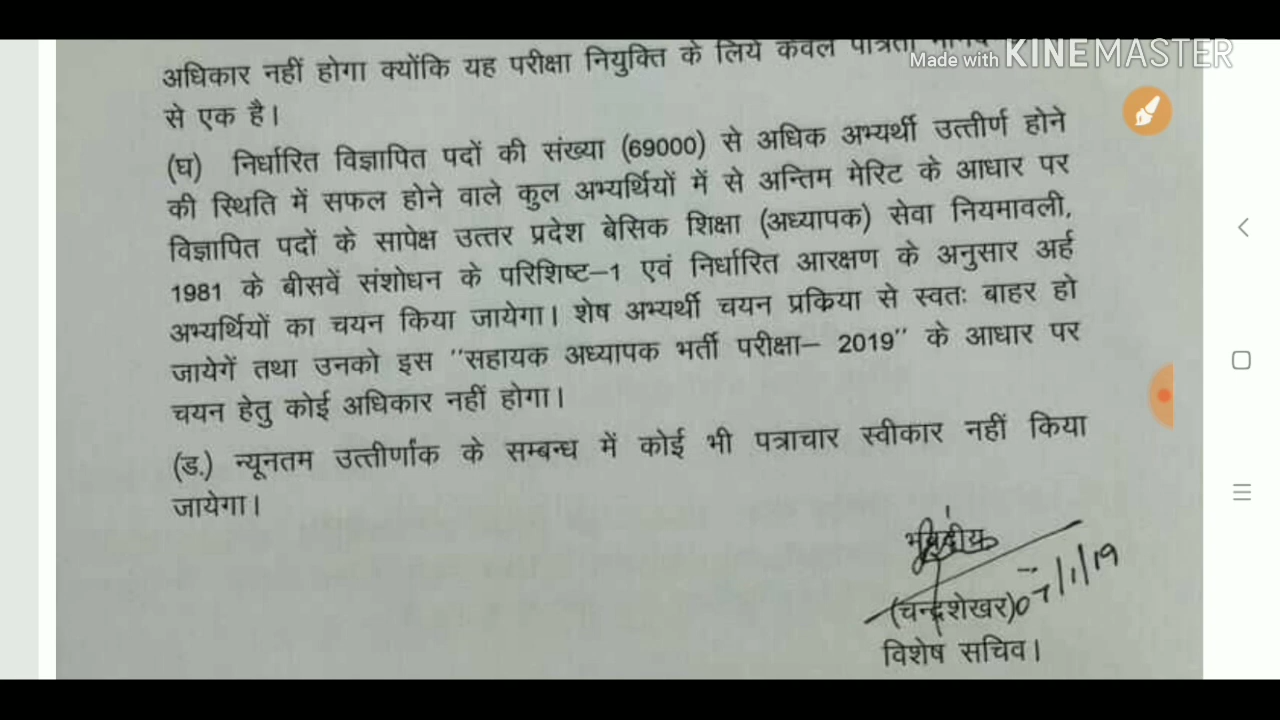 अधिकार नहीं होगा क्योंकि यह परीक्षा नियुक्ति के लिये केवल पात्रता
Made with KINEMASTER
से एक है।
(घ) निर्धारित विज्ञापित पदों की संख्या (69000) से अधिक अभ्यर्थी उत्तीर्ण होने
की स्थिति में सफल होने वाले कुल अभ्यर्थियों में से अन्तिम मेरिट के आधार पर
विज्ञापित पदों के सापेक्ष उत्तर प्रदेश बेसिक शिक्षा (अध्यापक) सेवा नियमावली,
1981 के बीसवें संशोधन के परिशिष्ट–1 एवं निर्धारित आरक्षण के अनुसार अर्ह
अभ्यर्थियों का चयन किया जायेगा। शेष अभ्यर्थी चयन प्रक्रिया से स्वतः बाहर हो
जायेगें तथा उनको इस "सहायक अध्यापक भर्ती परीक्षा– 2019" के आधार पर
चयन हेतु कोई अधिकार नहीं होगा।
(ड.) न्यूनतम उत्तीर्णांक के सम्बन्ध में कोई भी पत्राचार स्वीकार नहीं किया
जायेगा।
भवदीय
(चन्द्रशेखर) 07/1/19
विशेष सचिव।